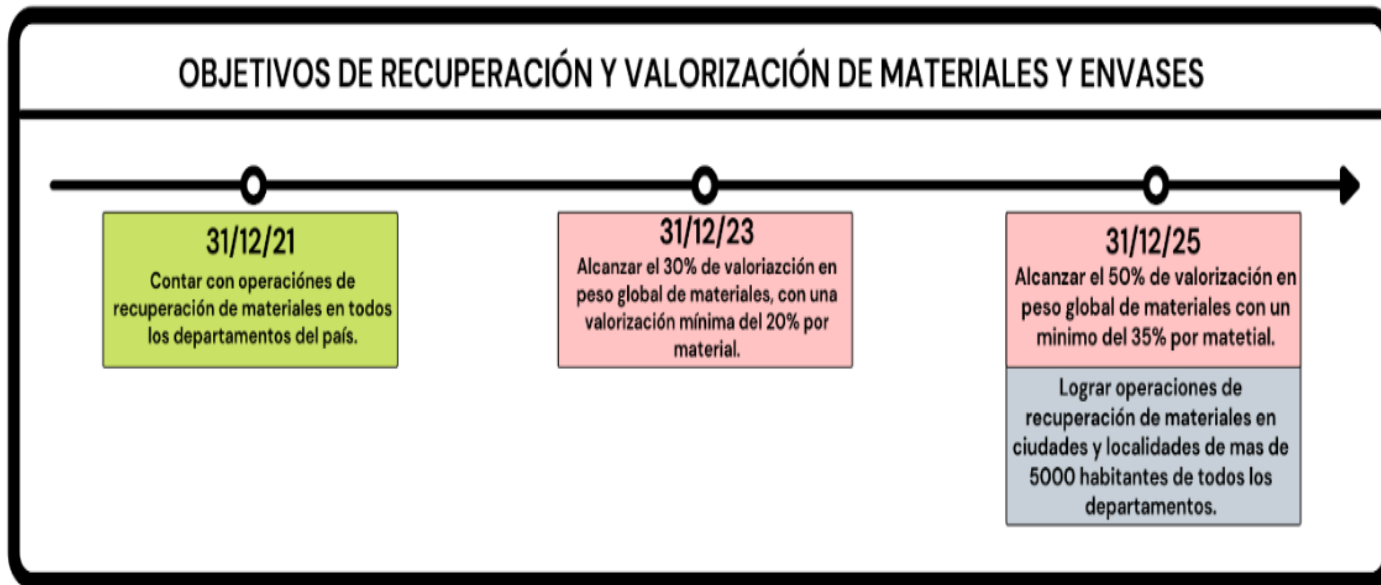 OBJETIVOS DE RECUPERACIÓN Y VALORIZACIÓN DE MATERIALES Y ENVASES
31/12/21
Contar con operaciónes de
recuperación de materiales en todos
los departamentos del país.
31/12/23
Alcanzar el 30% de valoriazción en
peso global de materiales, con una
valorización mínima del 20% por
material.
31/12/25
Alcanzar el 50% de valorización en
peso global de materiales con un
minimo del 35% por matetial.
Lograr operaciones de
recuperación de materiales en
ciudades y localidades de mas de
5000 habitantes de todos los
departamentos.